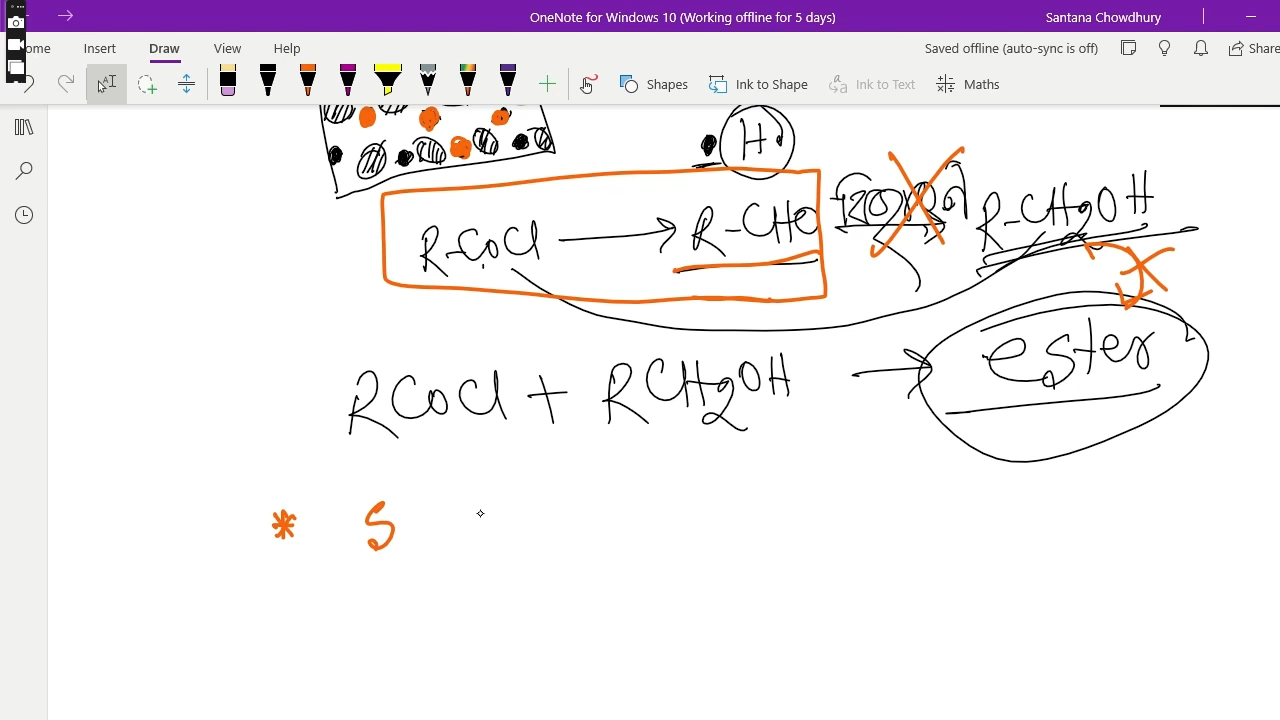 OneNote for Windows 10 (Working offline for 5 days)
Santana Chowdhury
ome Insert Draw View Help
Saved offline (auto-sync is off)
Share
Shapes
Ink to Shape
Ink to Text
Maths
H
R-COCl → R-CHO
R-CH2OH
RCOCl + RCH2OH → ester
* S